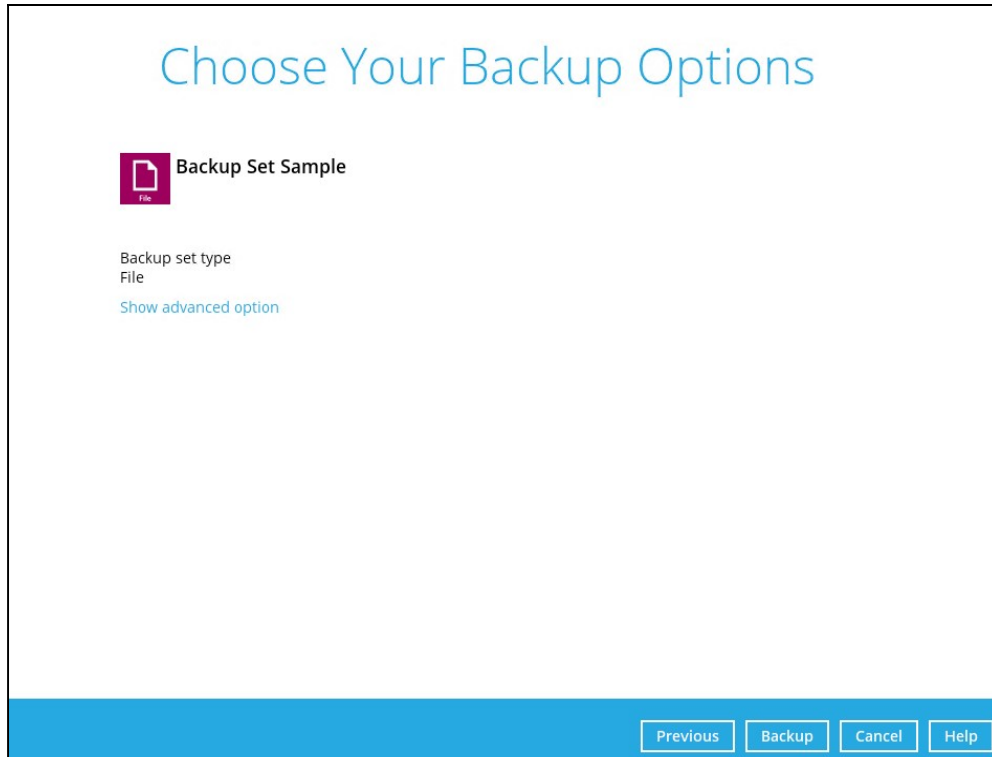 Choose Your Backup Options
Backup Set Sample
File
Backup set type
File
Show advanced option
Previous
Backup
Cancel
Help